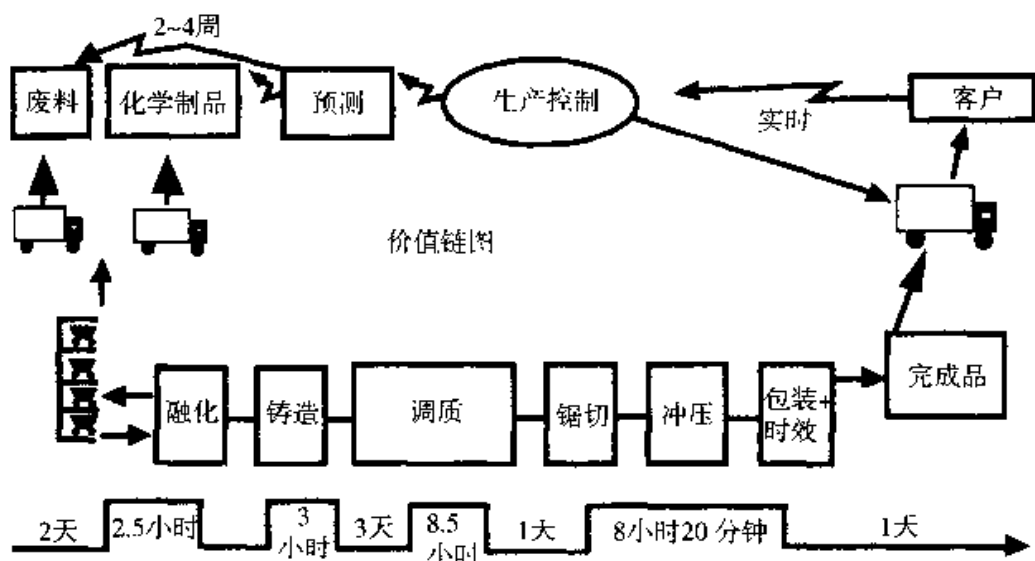 2~4周
废料
化学制品
预测
生产控制
客户
实时
价值链图
融化
铸造
调质
锯切
冲压
包装+
时效
完成品
2天
2.5小时
3
小时
3天
8.5
小时
1天
8小时20分钟
1天